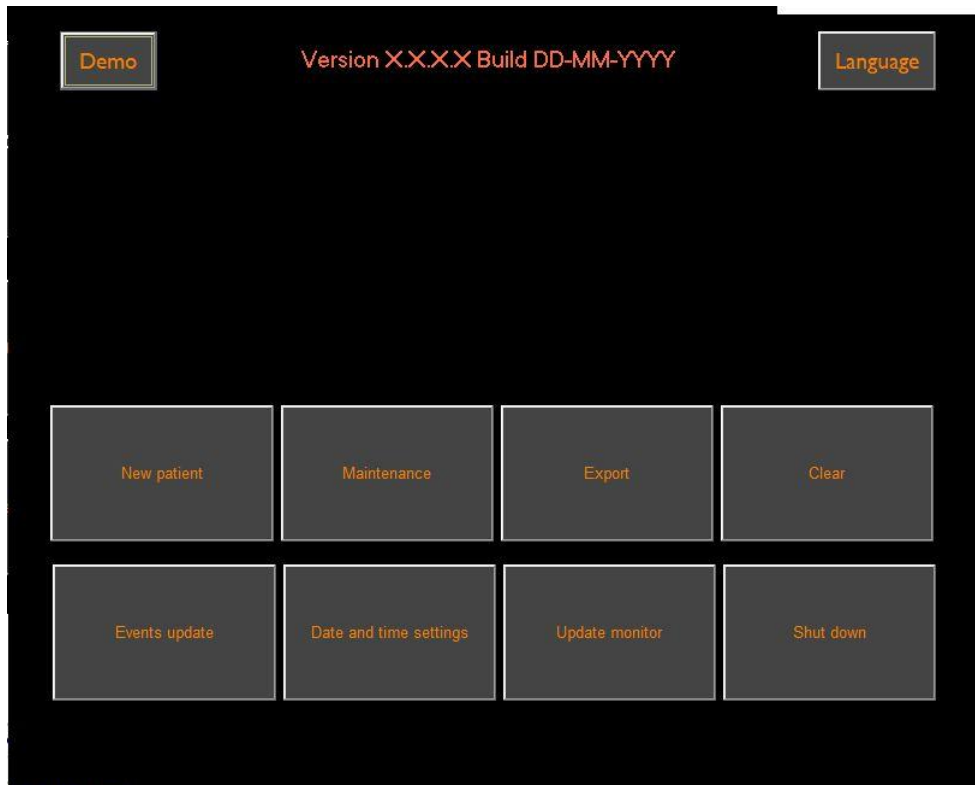 Demo
Version X.X.X.X Build DD-MM-YYYY
Language
New patient
Maintenance
Export
Clear
Events update
Date and time settings
Update monitor
Shut down